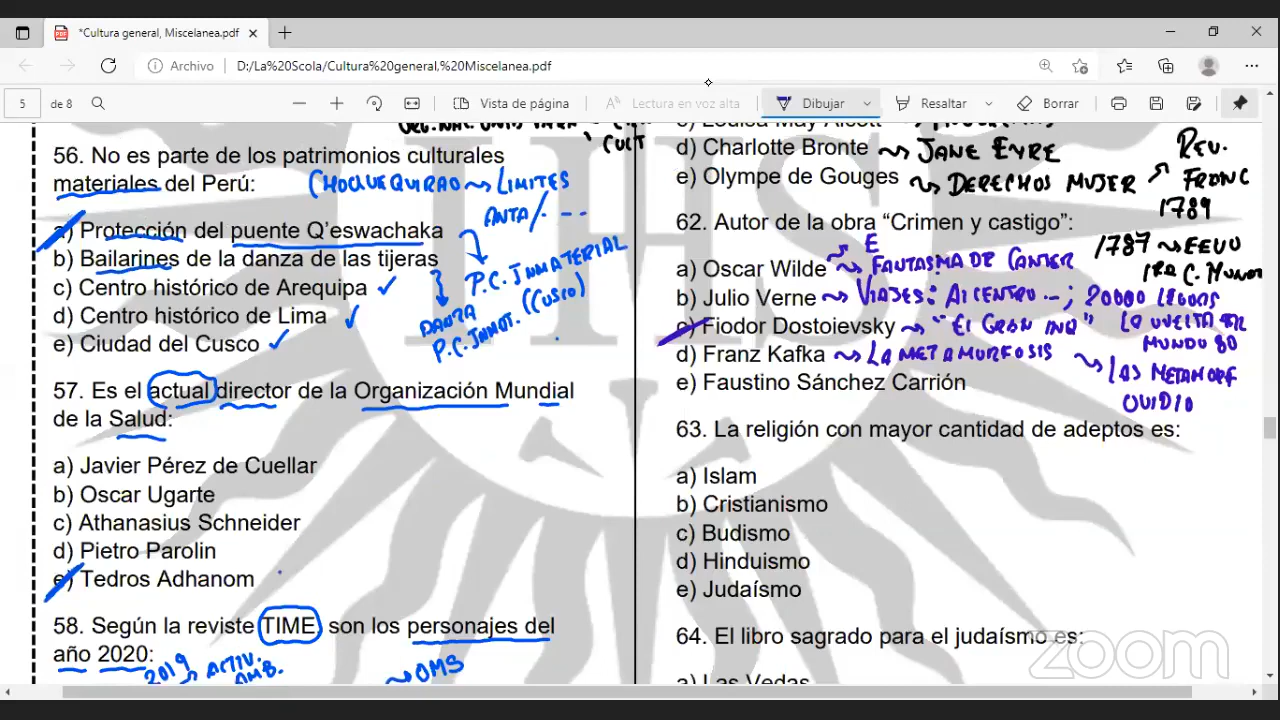 *Cultura general, Miscelanea.pdf
Archivo D:/La%20Scola/Cultura%20general,%20Miscelanea.pdf
5 de 8 Vista de página Lectura en voz alta Dibujar Resaltar Borrar
56. No es parte de los patrimonios culturales
materiales del Perú:
CHOQUEQUIRAO LIMITES
ANTA/---
a) Protección del puente Q'eswachaka
b) Bailarines de la danza de las tijeras
c) Centro histórico de Arequipa
d) Centro histórico de Lima
e) Ciudad del Cusco
P.C. INMATERIAL
(CUSCO)
DANZA
P.C. INMAT.
57. Es el actual director de la Organización Mundial
de la Salud:
a) Javier Pérez de Cuellar
b) Oscar Ugarte
c) Athanasius Schneider
d) Pietro Parolin
e) Tedros Adhanom
58. Según la reviste TIME, son los personajes del
año 2020:
2019 ACTIV.
AMB.
OMS
d) Charlotte Bronte JANE EYRE
e) Olympe de Gouges DERECHOS MUJER
REV.
FRANC
1789
62. Autor de la obra “Crimen y castigo”:
1787 EEUU
1RA C. MUND
a) Oscar Wilde FANTASMA DE CANTER
b) Julio Verne VIAJES: AL CENTRO ...; 20000 LEGUAS
c) Fiodor Dostoievsky "El GRAN INQ" LA VUELTA AL
MUNDO 80
d) Franz Kafka LA METAMORFOSIS
LAS METAMORF
OVIDIO
e) Faustino Sánchez Carrión
63. La religión con mayor cantidad de adeptos es:
a) Islam
b) Cristianismo
c) Budismo
d) Hinduismo
e) Judaísmo
64. El libro sagrado para el judaísmo es:
a) Las Vedas
zoom